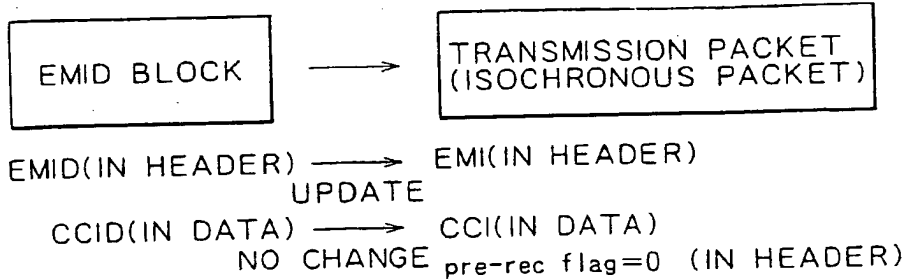 EMID BLOCK
TRANSMISSION PACKET
(ISOCHRONOUS PACKET)
EMID(IN HEADER) EMI(IN HEADER)
UPDATE
CCID(IN DATA) CCI(IN DATA)
NO CHANGE pre-rec flag=0 (IN HEADER)